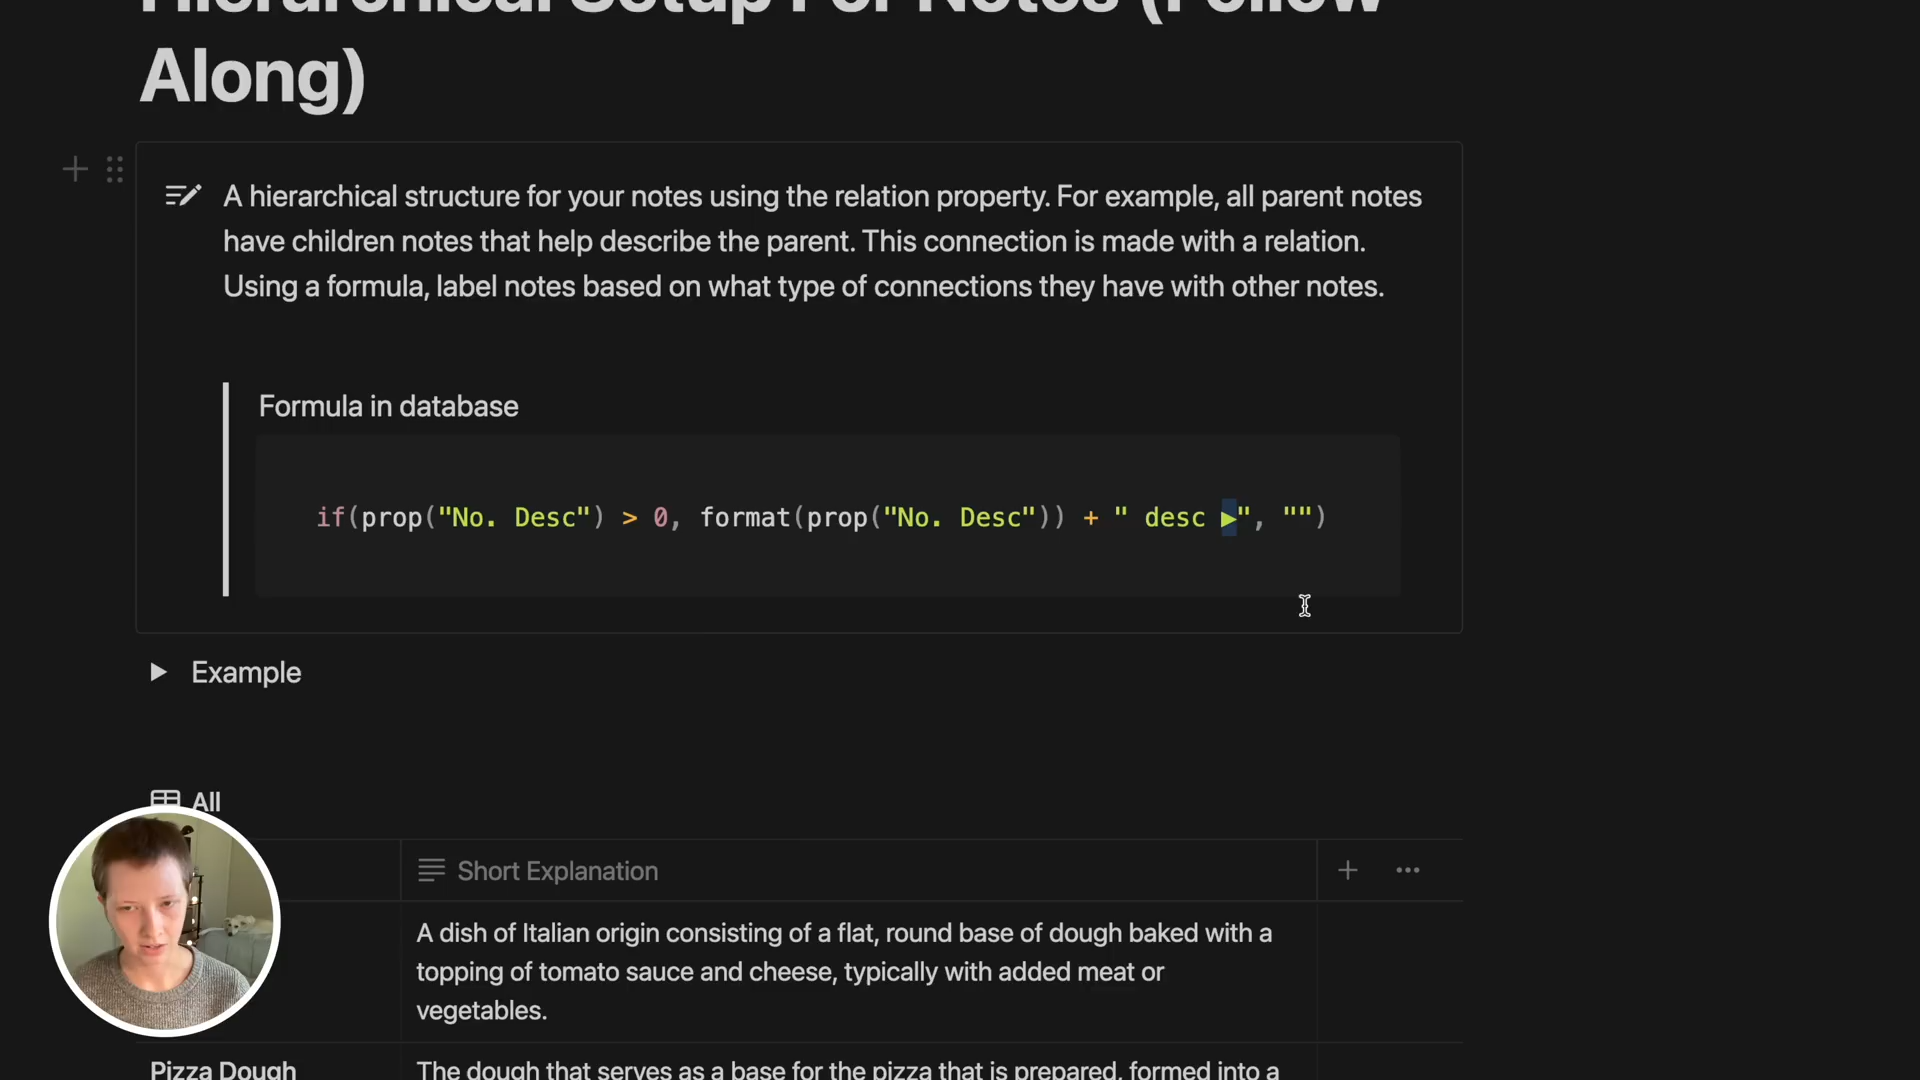 Hierarchical Setup For Notes (Follow
Along)
A hierarchical structure for your notes using the relation property. For example, all parent notes
have children notes that help describe the parent. This connection is made with a relation.
Using a formula, label notes based on what type of connections they have with other notes.
Formula in database
if(prop("No. Desc") > 0, format(prop("No. Desc")) + " desc ▶", "")
Example
All
Short Explanation
A dish of Italian origin consisting of a flat, round base of dough baked with a
topping of tomato sauce and cheese, typically with added meat or
vegetables.
Pizza Dough
The dough that serves as a base for the pizza that is prepared, formed into a